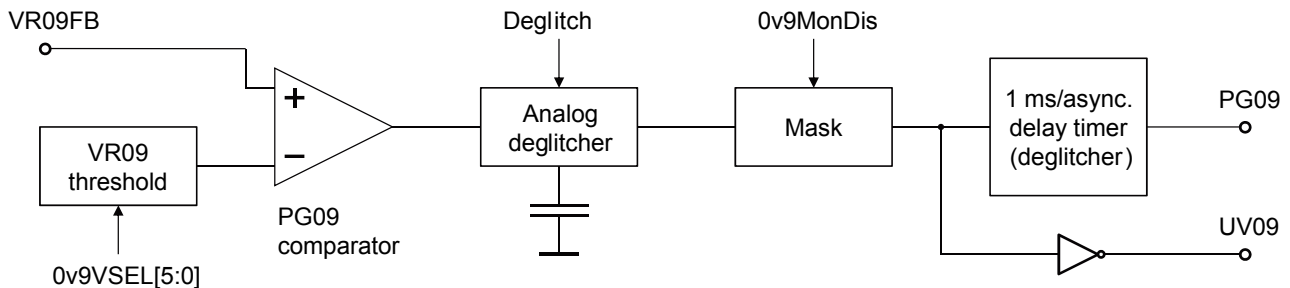 VR09FB
Deglitch
0v9MonDis
+
−
Analog
deglitcher
Mask
1 ms/async.
delay timer
(deglitcher)
PG09
VR09
threshold
PG09
comparator
UV09
0v9VSEL[5:0]